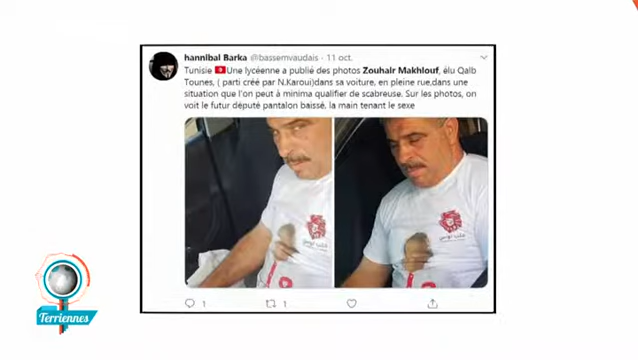 hannibal Barka @bassemvaudais · 11 oct.
Tunisie Une lycéenne a publié des photos Zouhair Makhlouf, élu Qalb
Tounes, ( parti créé par N.Karoui)dans sa voiture, en pleine rue,dans une
situation que l'on peut à minima qualifier de scabreuse. Sur les photos, on
voit le futur député pantalon baissé, la main tenant le sexe
1 1
Terriennes